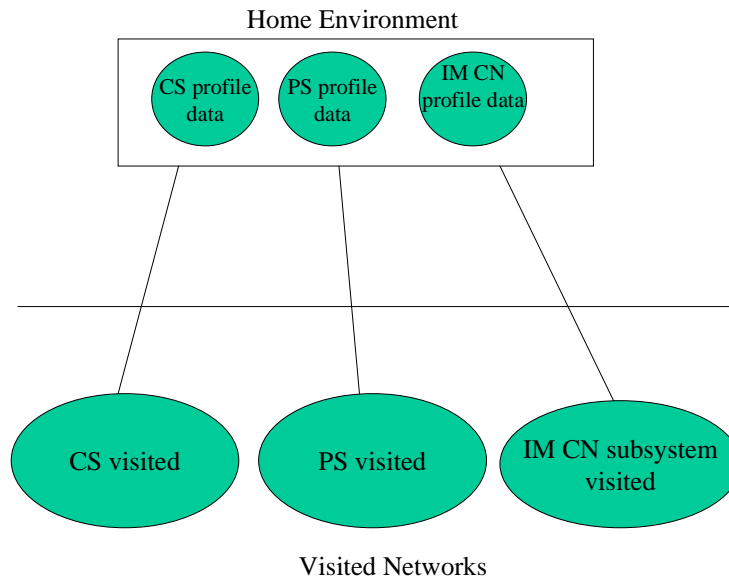 Home Environment
CS profile
data
PS profile
data
IM CN
profile data
CS visited
PS visited
IM CN subsystem
visited
Visited Networks